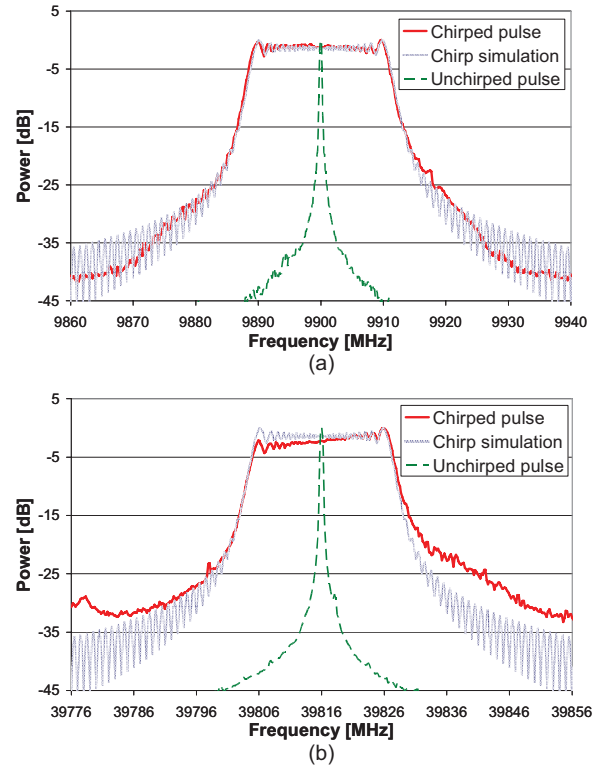 5
-5
-15
-25
-35
-45
Power [dB]
Chirped pulse
Chirp simulation
Unchirped pulse
9860 9870 9880 9890 9900 9910 9920 9930 9940
Frequency [MHz]
(a)
5
-5
-15
-25
-35
-45
Power [dB]
Chirped pulse
Chirp simulation
Unchirped pulse
39776 39786 39796 39806 39816 39826 39836 39846 39856
Frequency [MHz]
(b)